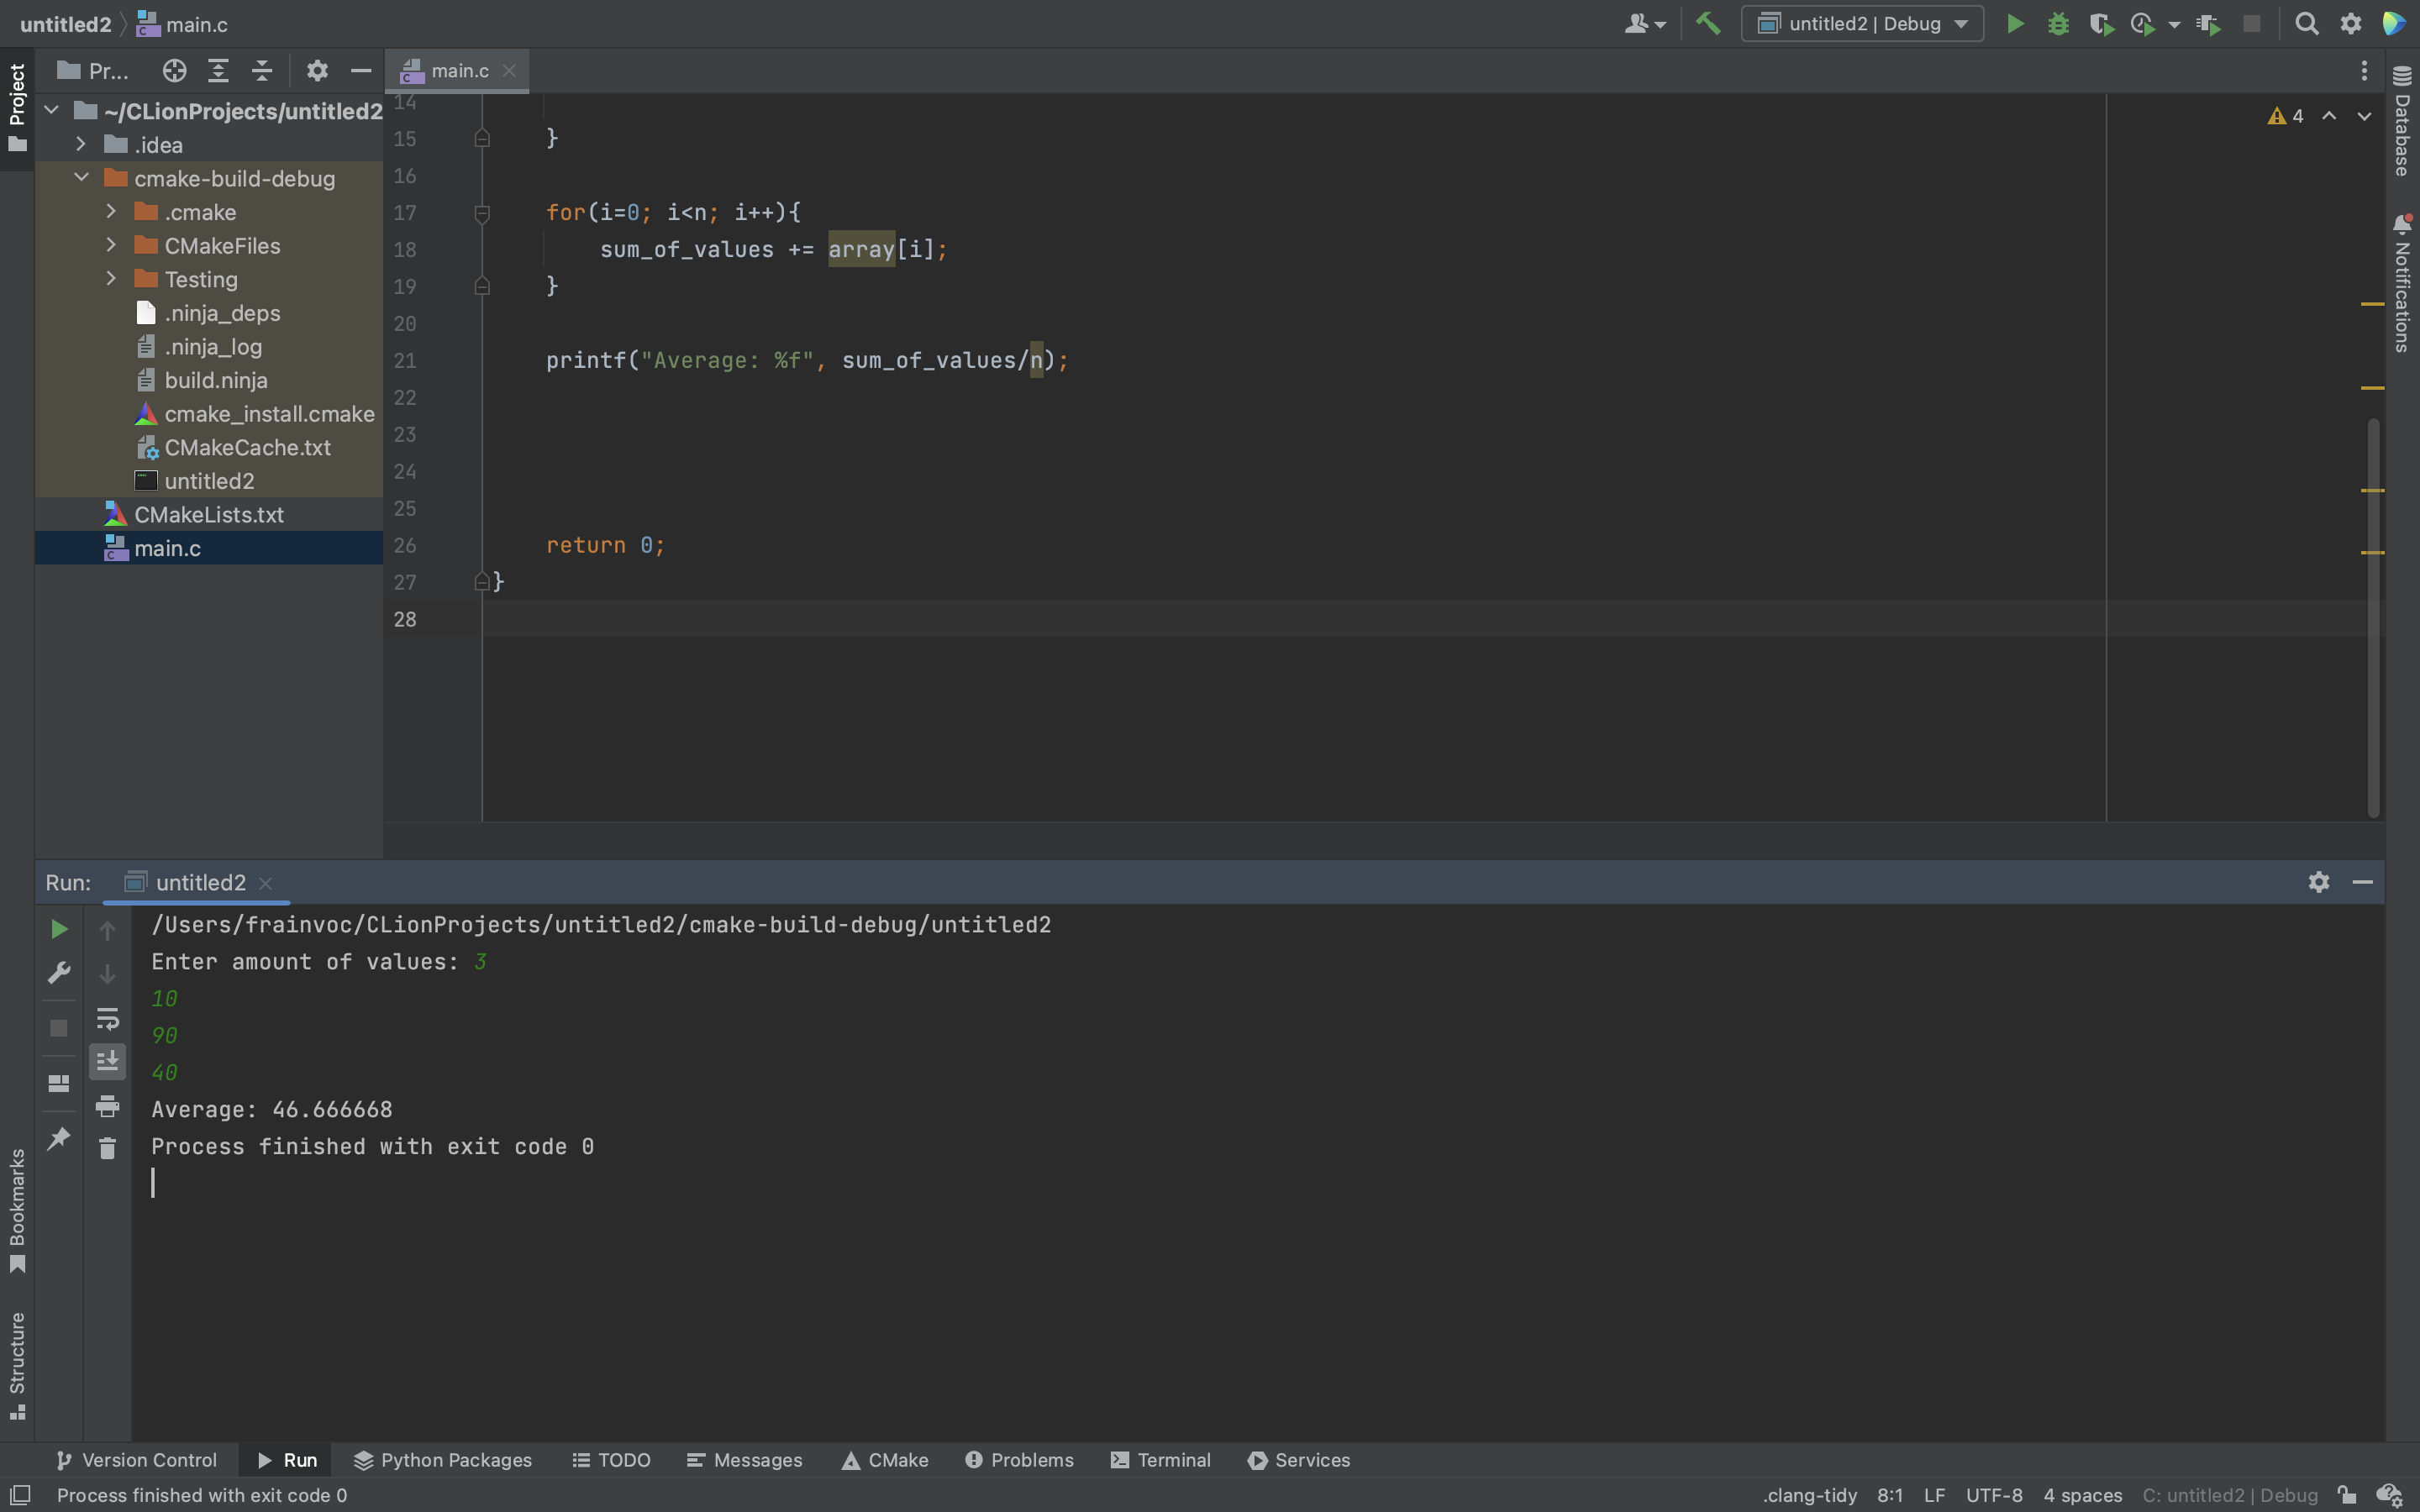 untitled2 main.c
untitled2 | Debug
Project
Pr...
main.c
~/CLionProjects/untitled2
.idea
cmake-build-debug
.cmake
CMakeFiles
Testing
.ninja_deps
.ninja_log
build.ninja
cmake_install.cmake
CMakeCache.txt
untitled2
CMakeLists.txt
main.c
4
14
15 }
16
17 for(i=0; i<n; i++){
18 sum_of_values += array[i];
19 }
20
21 printf("Average: %f", sum_of_values/n);
22
23
24
25
26 return 0;
27 }
28
Database
Notifications
Run: untitled2
/Users/frainvoc/CLionProjects/untitled2/cmake-build-debug/untitled2
Enter amount of values: 3
10
90
40
Average: 46.666668
Process finished with exit code 0
Bookmarks
Structure
Version Control Run Python Packages TODO Messages CMake Problems Terminal Services
Process finished with exit code 0
.clang-tidy 8:1 LF UTF-8 4 spaces C: untitled2 | Debug